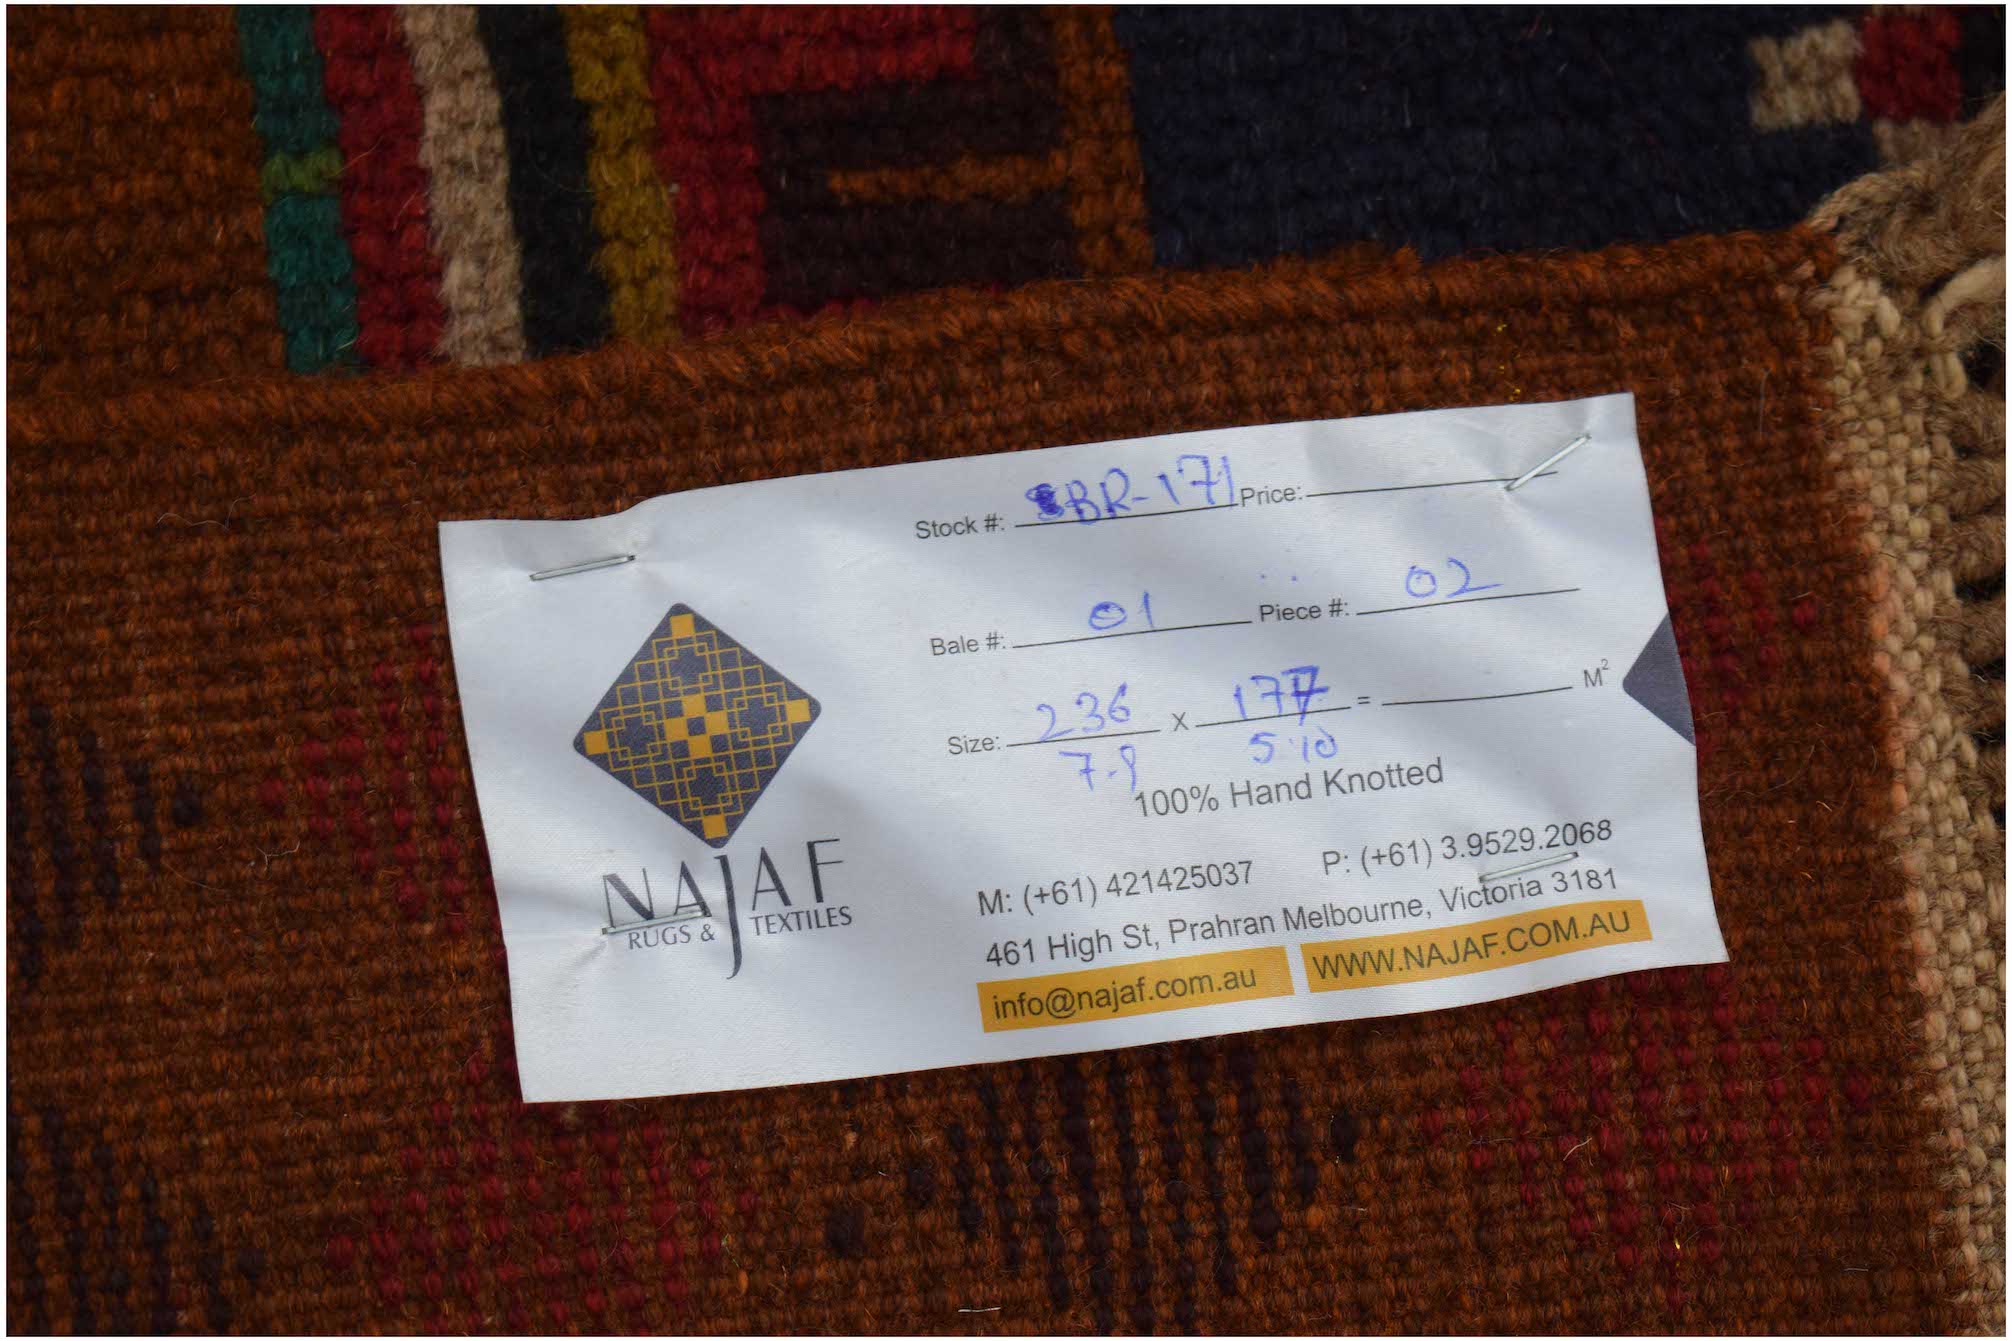 Stock #: BR-171 Price:
Bale #: 01 Piece #: 02
Size: 236 x 177 = M²
7.9 5.10
100% Hand Knotted
NAJAF
RUGS & TEXTILES
M: (+61) 421425037 P: (+61) 3.9529.2068
461 High St, Prahran Melbourne, Victoria 3181
info@najaf.com.au WWW.NAJAF.COM.AU